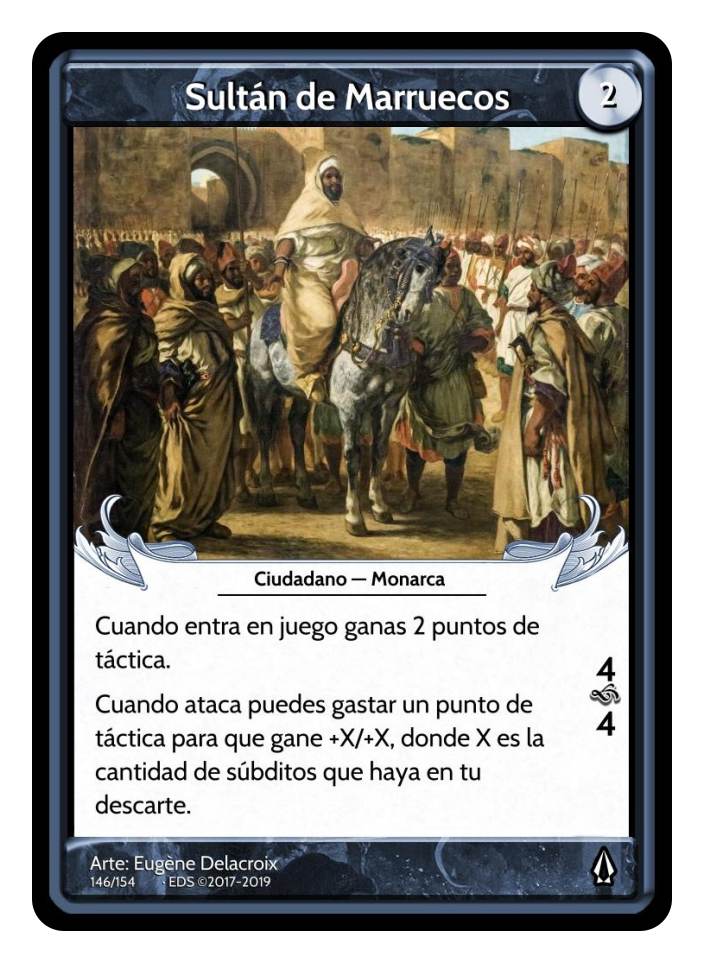 Sultán de Marruecos
2
Ciudadano — Monarca
Cuando entra en juego ganas 2 puntos de
táctica.
Cuando ataca puedes gastar un punto de
táctica para que gane +X/+X, donde X es la
cantidad de súbditos que haya en tu
descarte.
4
4
Arte: Eugène Delacroix
146/154 · EDS ©2017-2019